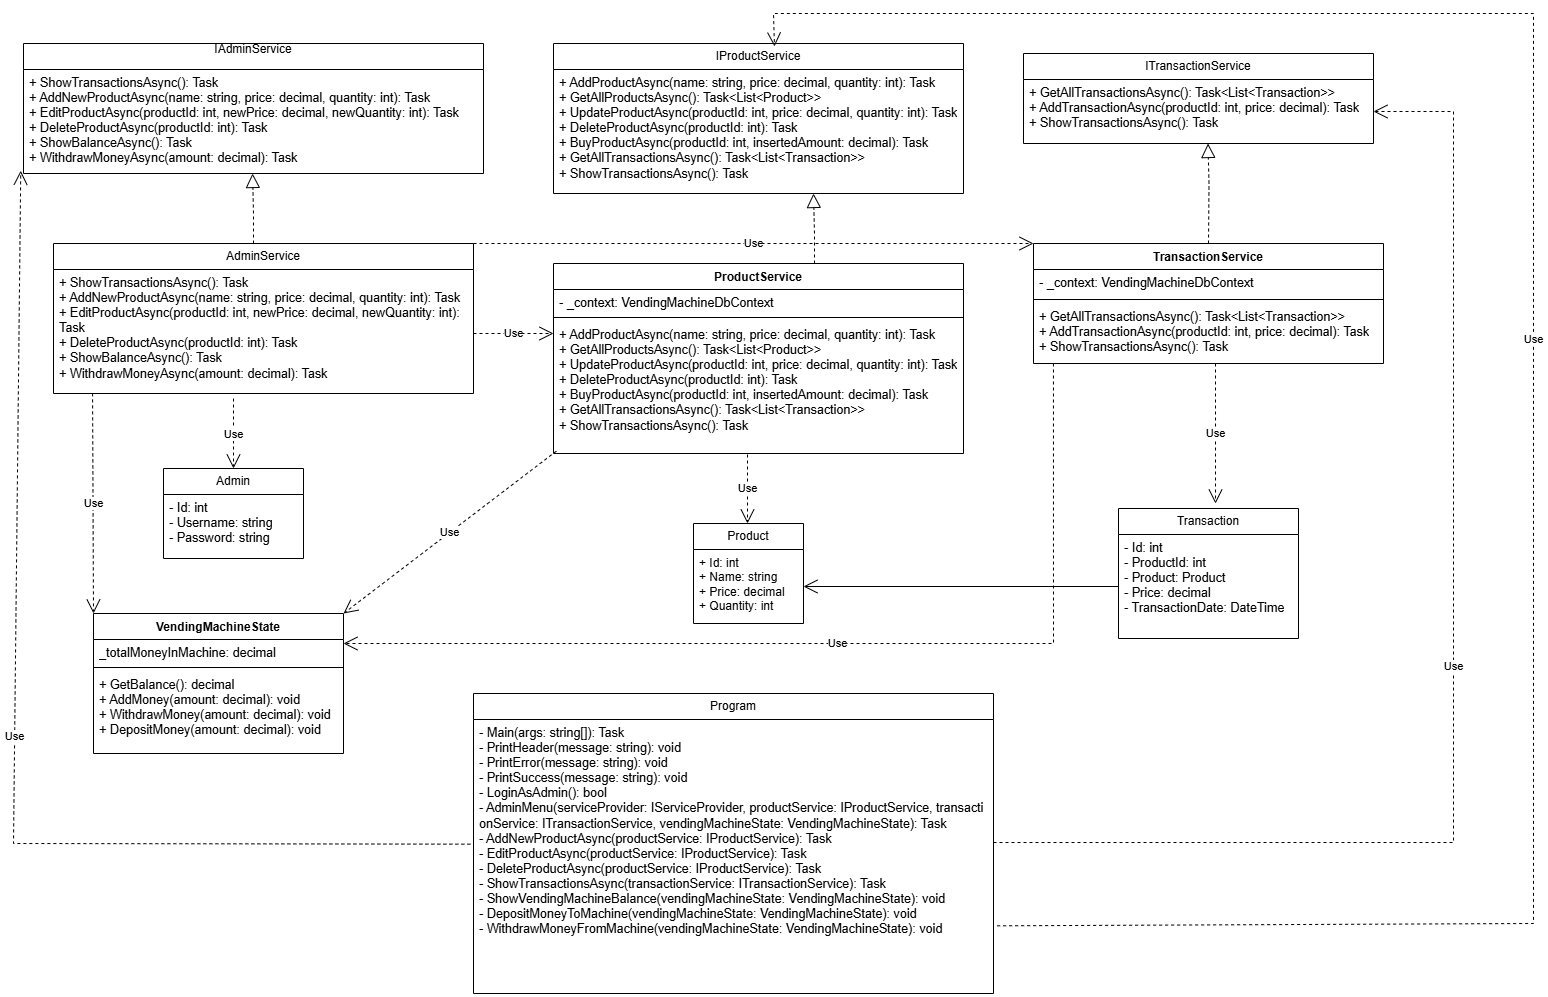 IAdminService
+ ShowTransactionsAsync(): Task
+ AddNewProductAsync(name: string, price: decimal, quantity: int): Task
+ EditProductAsync(productId: int, newPrice: decimal, newQuantity: int): Task
+ DeleteProductAsync(productId: int): Task
+ ShowBalanceAsync(): Task
+ WithdrawMoneyAsync(amount: decimal): Task
IProductService
+ AddProductAsync(name: string, price: decimal, quantity: int): Task
+ GetAllProductsAsync(): Task<List<Product>>
+ UpdateProductAsync(productId: int, price: decimal, quantity: int): Task
+ DeleteProductAsync(productId: int): Task
+ BuyProductAsync(productId: int, insertedAmount: decimal): Task
+ GetAllTransactionsAsync(): Task<List<Transaction>>
+ ShowTransactionsAsync(): Task
ITransactionService
+ GetAllTransactionsAsync(): Task<List<Transaction>>
+ AddTransactionAsync(productId: int, price: decimal): Task
+ ShowTransactionsAsync(): Task
AdminService
+ ShowTransactionsAsync(): Task
+ AddNewProductAsync(name: string, price: decimal, quantity: int): Task
+ EditProductAsync(productId: int, newPrice: decimal, newQuantity: int):
Task
+ DeleteProductAsync(productId: int): Task
+ ShowBalanceAsync(): Task
+ WithdrawMoneyAsync(amount: decimal): Task
Use
Use
ProductService
- _context: VendingMachineDbContext
+ AddProductAsync(name: string, price: decimal, quantity: int): Task
+ GetAllProductsAsync(): Task<List<Product>>
+ UpdateProductAsync(productId: int, price: decimal, quantity: int): Task
+ DeleteProductAsync(productId: int): Task
+ BuyProductAsync(productId: int, insertedAmount: decimal): Task
+ GetAllTransactionsAsync(): Task<List<Transaction>>
+ ShowTransactionsAsync(): Task
TransactionService
- _context: VendingMachineDbContext
+ GetAllTransactionsAsync(): Task<List<Transaction>>
+ AddTransactionAsync(productId: int, price: decimal): Task
+ ShowTransactionsAsync(): Task
Use
Use
Use
Use
Use
Use
Admin
- Id: int
- Username: string
- Password: string
Product
+ Id: int
+ Name: string
+ Price: decimal
+ Quantity: int
Transaction
- Id: int
- ProductId: int
- Product: Product
- Price: decimal
- TransactionDate: DateTime
VendingMachineState
_totalMoneyInMachine: decimal
+ GetBalance(): decimal
+ AddMoney(amount: decimal): void
+ WithdrawMoney(amount: decimal): void
+ DepositMoney(amount: decimal): void
Use
Use
Use
Program
- Main(args: string[]): Task
- PrintHeader(message: string): void
- PrintError(message: string): void
- PrintSuccess(message: string): void
- LoginAsAdmin(): bool
- AdminMenu(serviceProvider: IServiceProvider, productService: IProductService, transacti
onService: ITransactionService, vendingMachineState: VendingMachineState): Task
- AddNewProductAsync(productService: IProductService): Task
- EditProductAsync(productService: IProductService): Task
- DeleteProductAsync(productService: IProductService): Task
- ShowTransactionsAsync(transactionService: ITransactionService): Task
- ShowVendingMachineBalance(vendingMachineState: VendingMachineState): void
- DepositMoneyToMachine(vendingMachineState: VendingMachineState): void
- WithdrawMoneyFromMachine(vendingMachineState: VendingMachineState): void